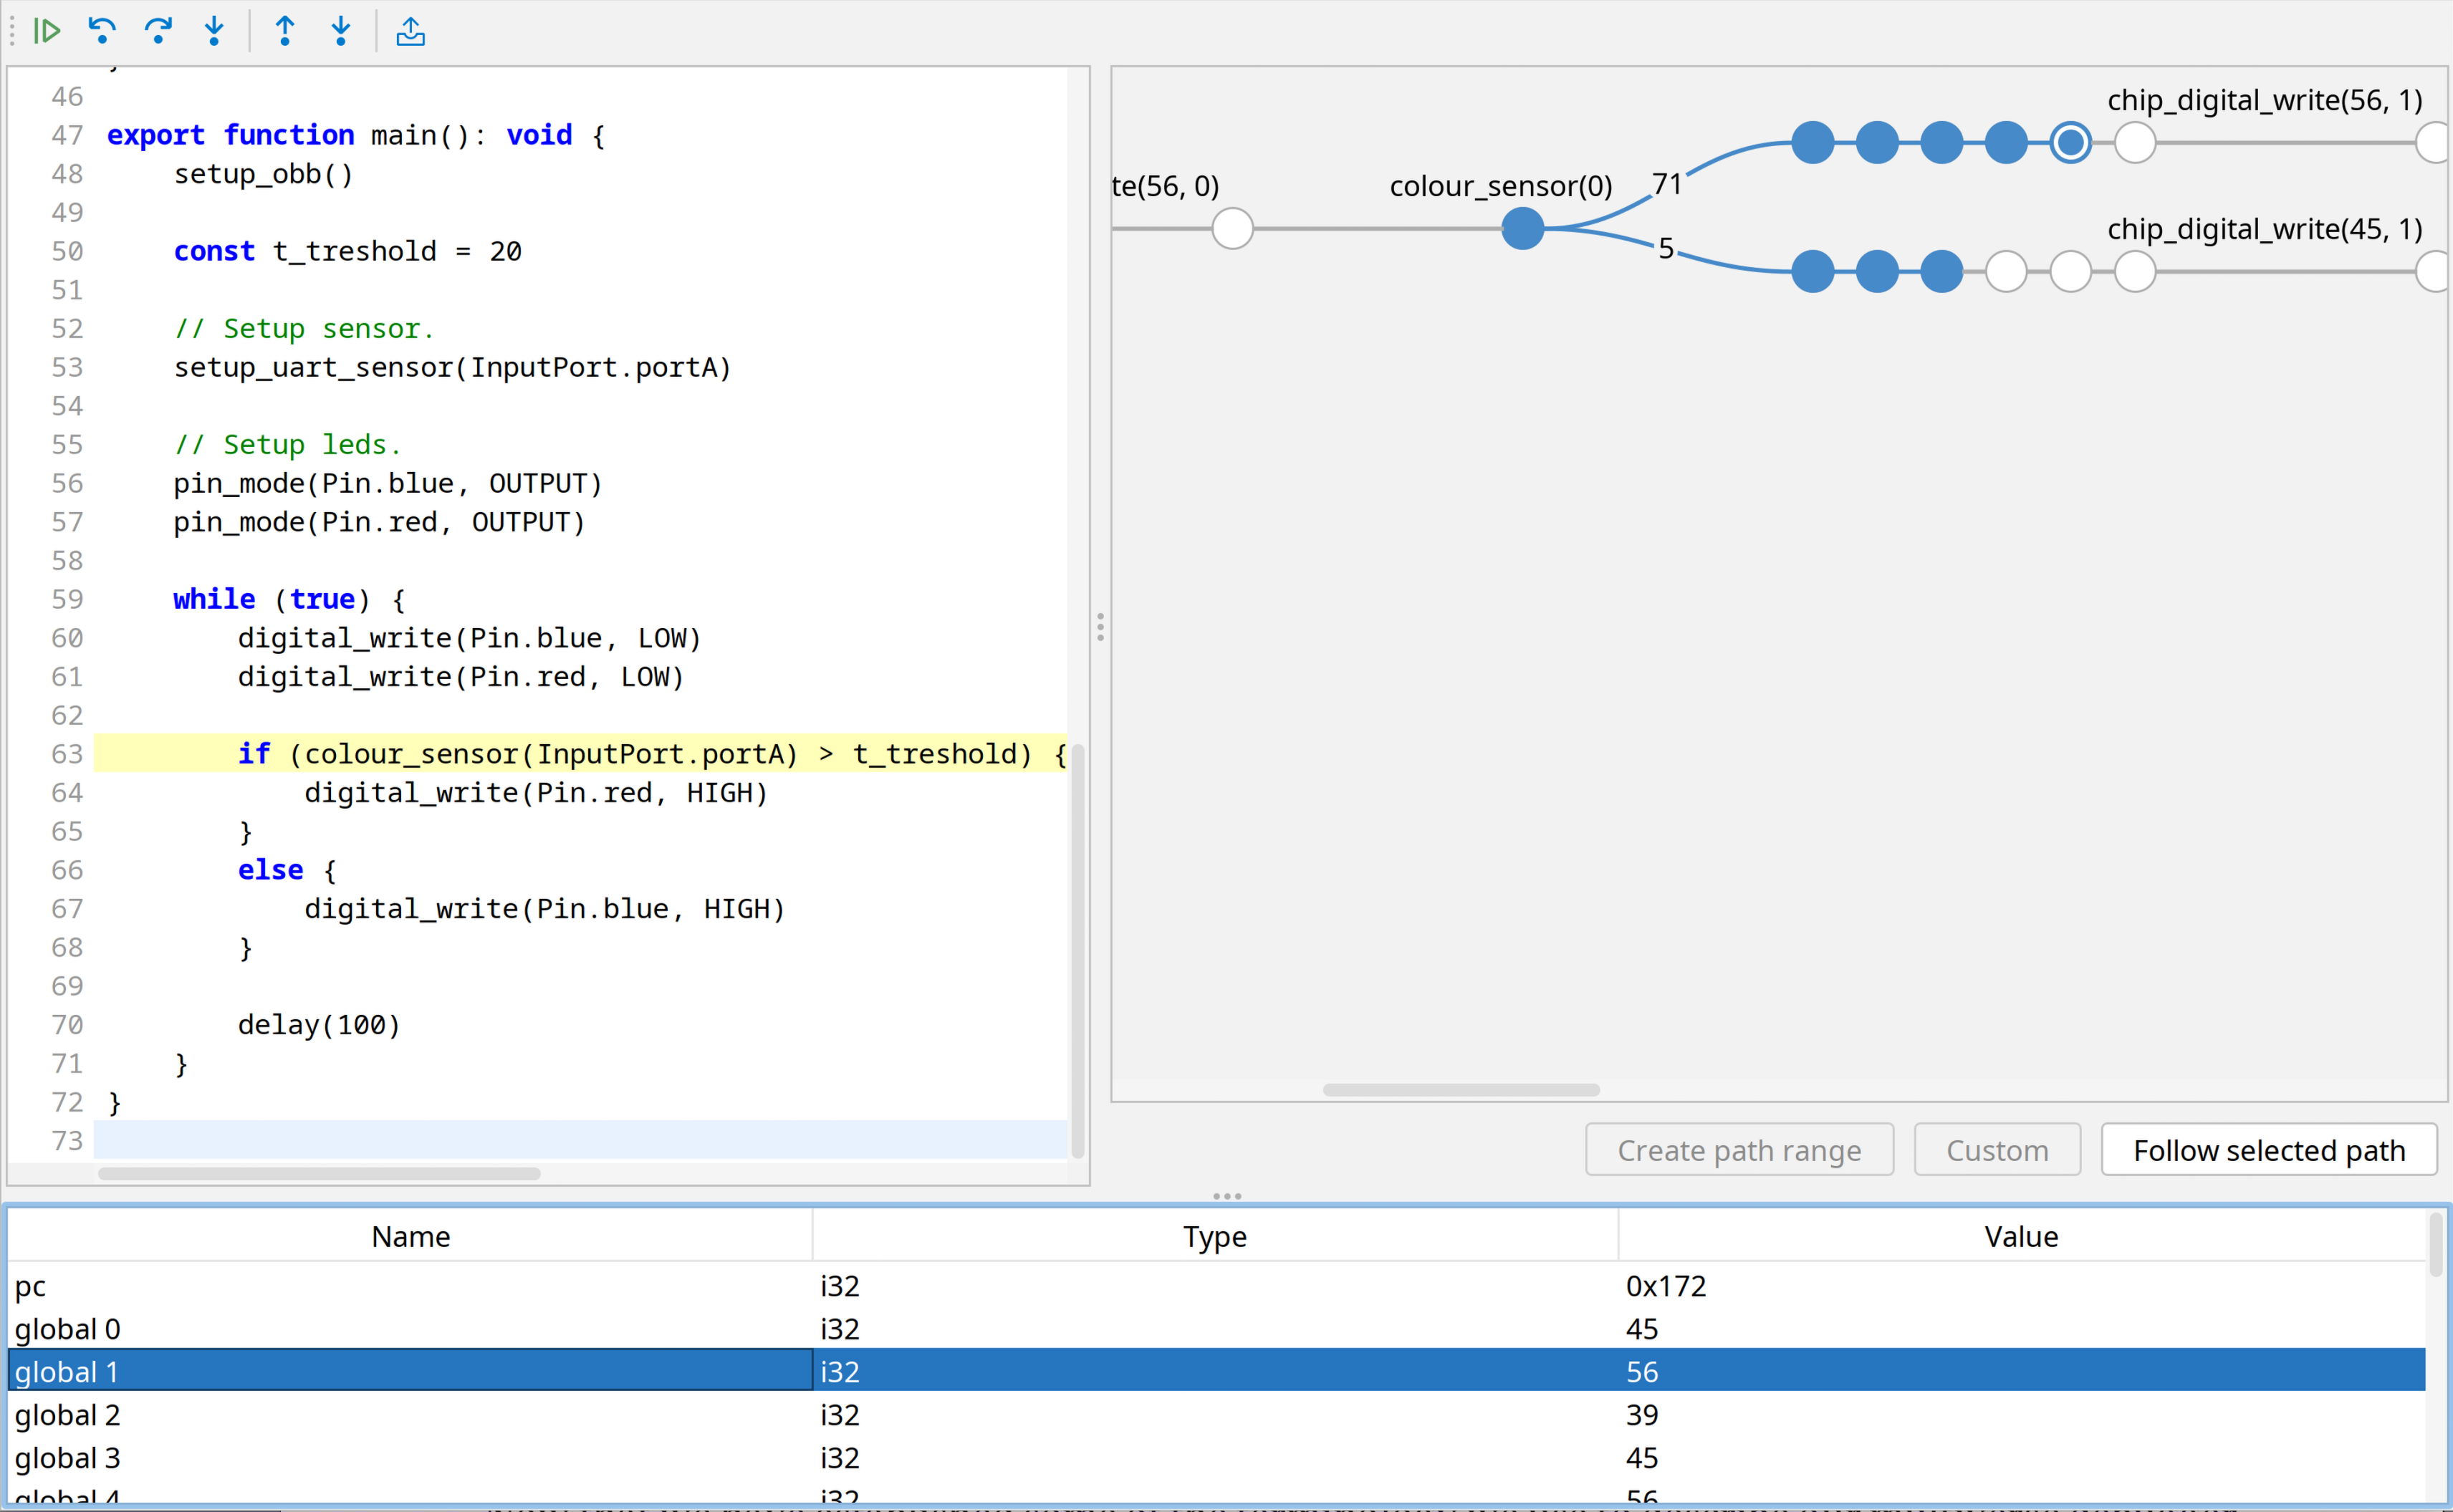 }
46
47 export function main(): void {
48 setup_obb()
49
50 const t_treshold = 20
51
52 // Setup sensor.
53 setup_uart_sensor(InputPort.portA)
54
55 // Setup leds.
56 pin_mode(Pin.blue, OUTPUT)
57 pin_mode(Pin.red, OUTPUT)
58
59 while (true) {
60 digital_write(Pin.blue, LOW)
61 digital_write(Pin.red, LOW)
62
63 if (colour_sensor(InputPort.portA) > t_treshold) {
64 digital_write(Pin.red, HIGH)
65 }
66 else {
67 digital_write(Pin.blue, HIGH)
68 }
69
70 delay(100)
71 }
72 }
73
chip_digital_write(56, 1)
te(56, 0) colour_sensor(0) 71
5 chip_digital_write(45, 1)
Create path range Custom Follow selected path
Name Type Value
pc i32 0x172
global 0 i32 45
global 1 i32 56
global 2 i32 39
global 3 i32 45
global 4 i32 56